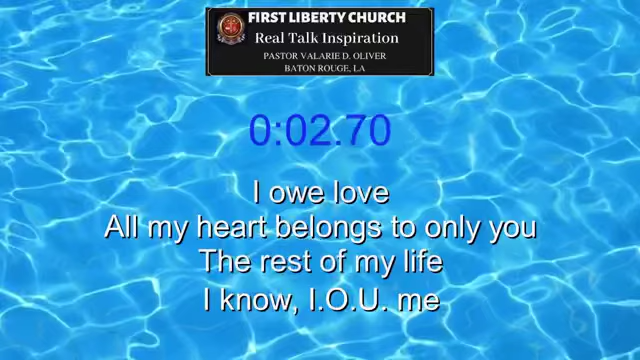 FIRST LIBERTY CHURCH
Real Talk Inspiration
PASTOR VALARIE D. OLIVER
BATON ROUGE, LA
0:02.70
I owe love
All my heart belongs to only you
The rest of my life
I know, I.O.U. me